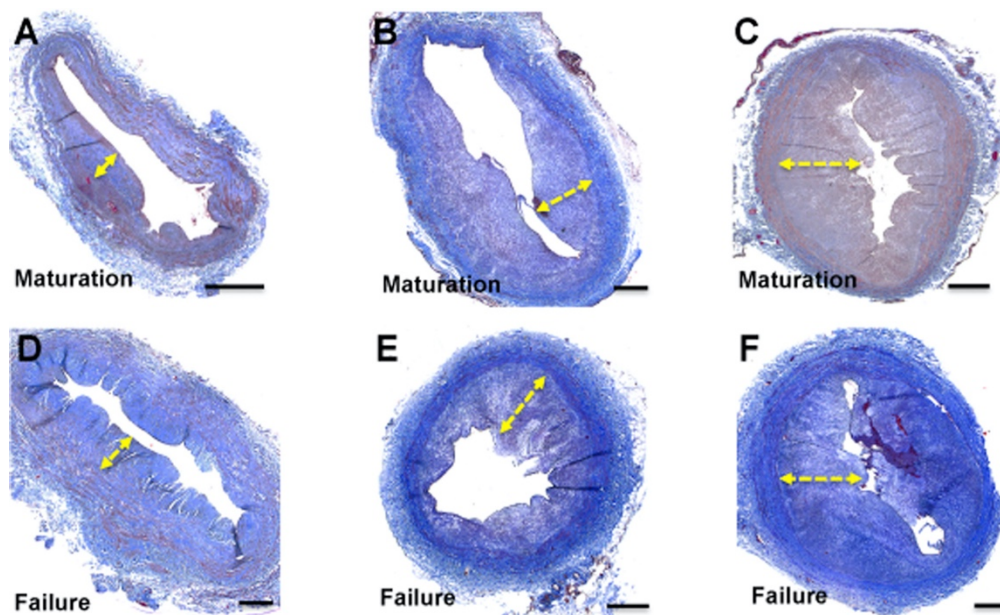 A
B
C
Maturation
Maturation
Maturation
D
E
F
Failure
Failure
Failure